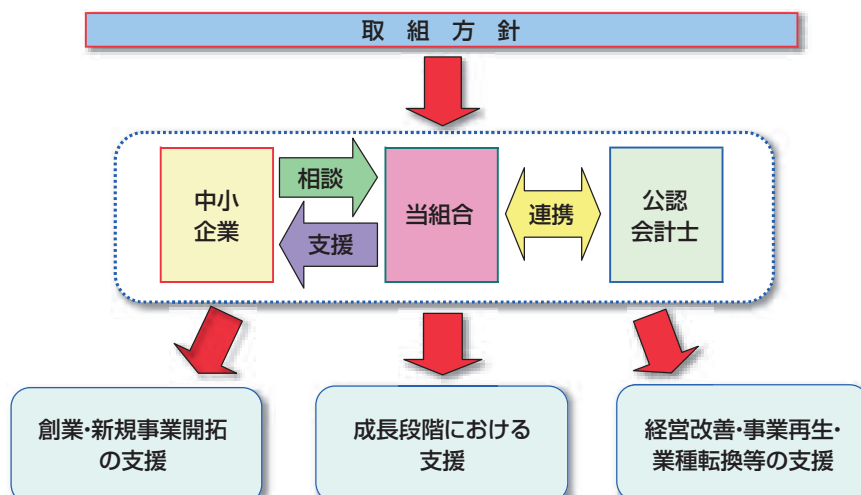 取組方針
相談
中小
企業
支援
当組合
連携
公認
会計士
創業・新規事業開拓
の支援
成長段階における
支援
経営改善・事業再生・
業種転換等の支援